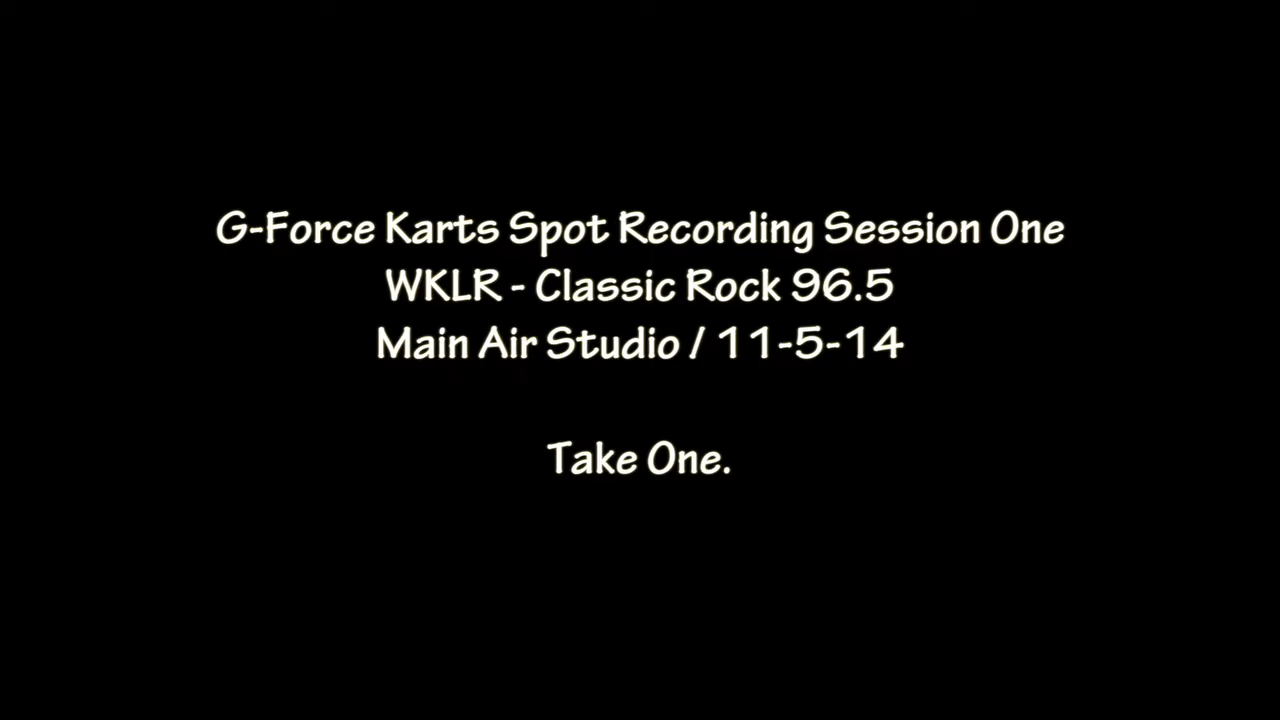 G-Force Karts Spot Recording Session One
WKLR - Classic Rock 96.5
Main Air Studio / 11-5-14
Take One.